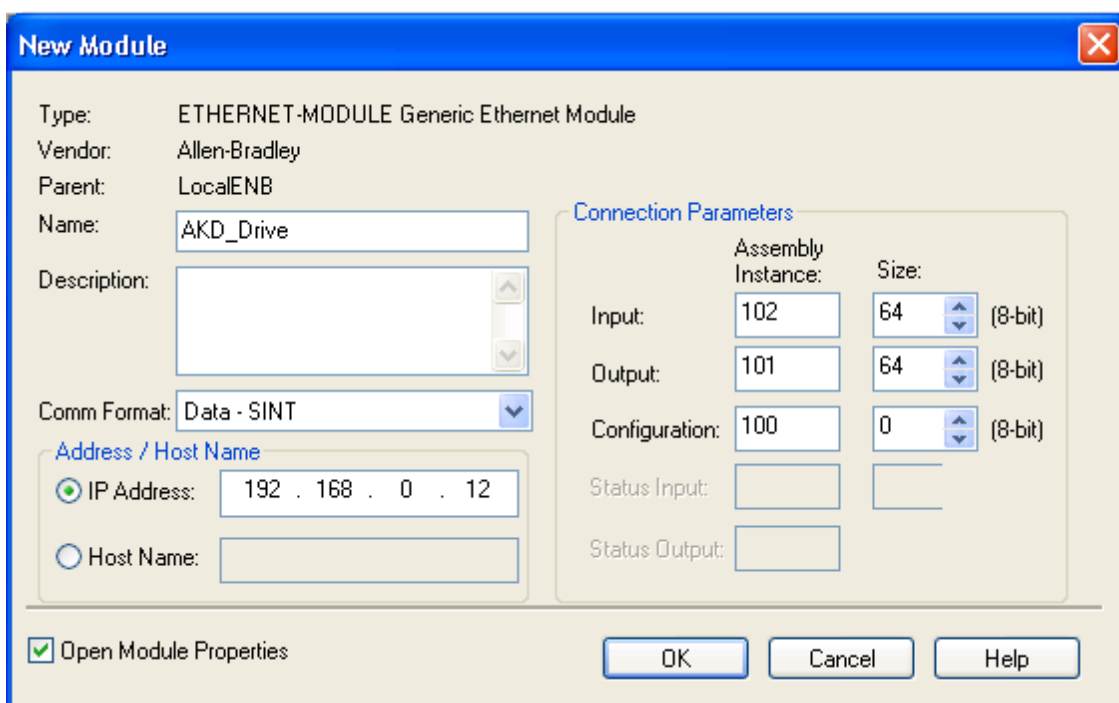 New Module
Type: ETHERNET-MODULE Generic Ethernet Module
Vendor: Allen-Bradley
Parent: LocalENB
Name: AKD_Drive
Description:
Comm Format: Data - SINT
Address / Host Name
IP Address: 192 . 168 . 0 . 12
Host Name:
Connection Parameters
Assembly
Instance: Size:
Input: 102 64 (8-bit)
Output: 101 64 (8-bit)
Configuration: 100 0 (8-bit)
Status Input:
Status Output:
Open Module Properties
OK Cancel Help